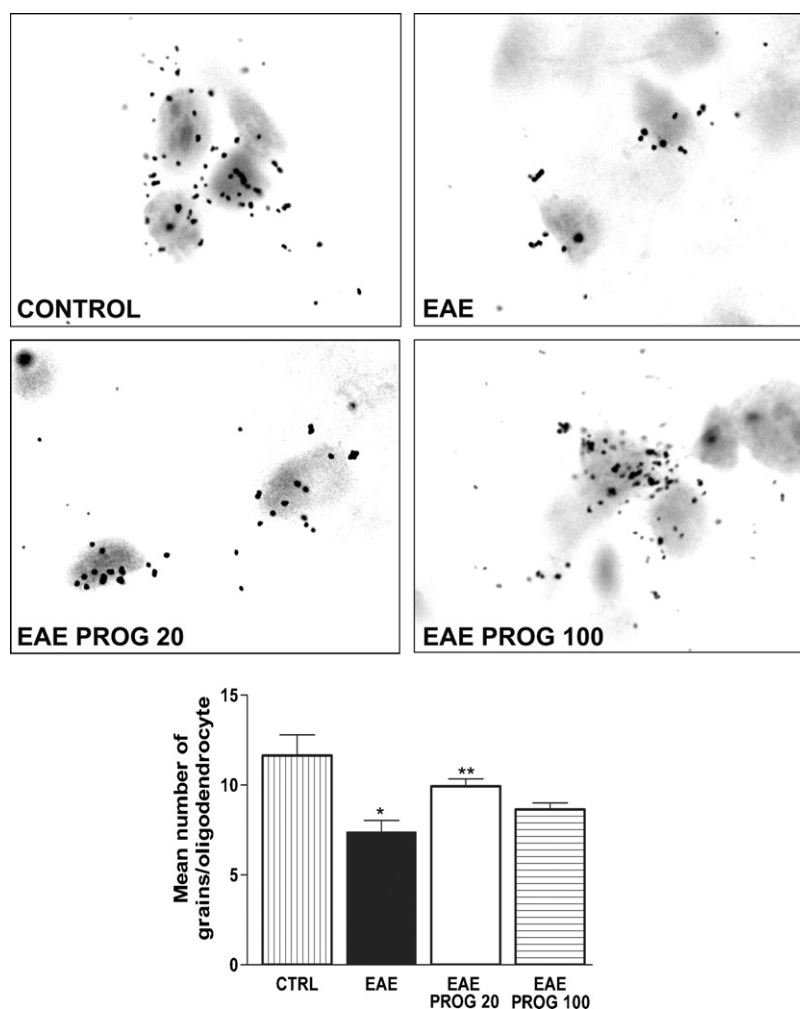 CONTROL
EAE
EAE PROG 20
EAE PROG 100
Mean number of
grains/oligodendrocyte
15
10
5
0
*
**
CTRL
EAE
EAE
PROG 20
EAE
PROG 100